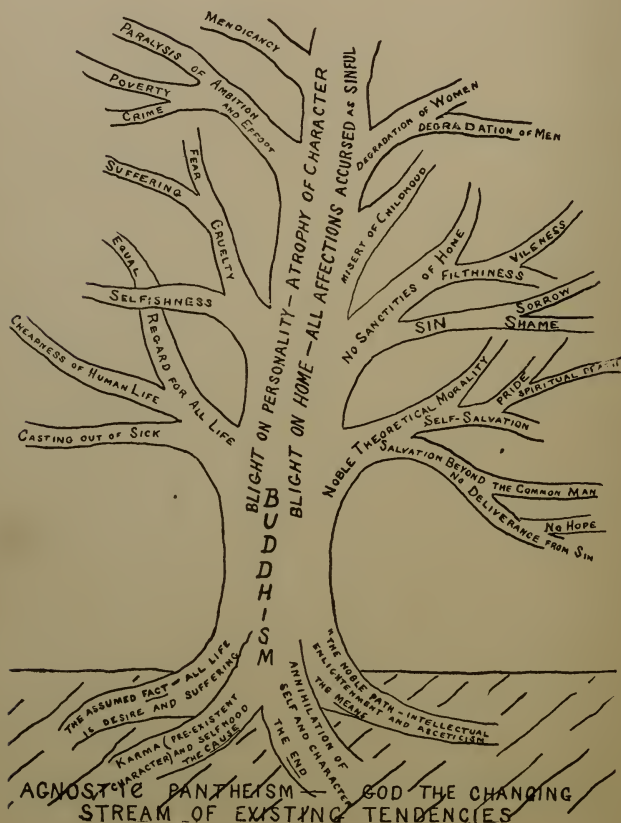 MENDICANCY
PARALYSIS OF AMBITION
AND EFFORT
POVERTY
CRIME
FEAR
SUFFERING
CRUELTY
EQUAL
REGARD FOR ALL LIFE
SELFISHNESS
CHEAPNESS OF HUMAN LIFE
CASTING OUT OF SICK
BLIGHT ON PERSONALITY — ATROPHY OF CHARACTER
BLIGHT ON HOME — ALL AFFECTIONS ACCURSED AS SINFUL
DEGRADATION OF WOMEN
DEGRADATION OF MEN
MISERY OF CHILDHOOD
NO SANCTITIES OF HOME
FILTHINESS
VILENESS
SIN
SORROW
SHAME
NOBLE THEORETICAL MORALITY
PRIDE
SPIRITUAL
SELF-SALVATION
SALVATION BEYOND THE COMMON MAN
NO DELIVERANCE FROM SIN
NO HOPE
BUDDHISM
THE ASSUMED FACT — ALL LIFE
IS DESIRE AND SUFFERING
KARMA (PRE-EXISTENT
CHARACTER) AND SELFHOOD
THE CAUSE
ANNIHILATION OF
SELF AND CHARACTER
THE END
"THE NOBLE PATH — INTELLECTUAL
ENLIGHTENMENT AND ASCETICISM
THE MEANS
AGNOSTIC PANTHEISM — GOD THE CHANGING
STREAM OF EXISTING TENDENCIES